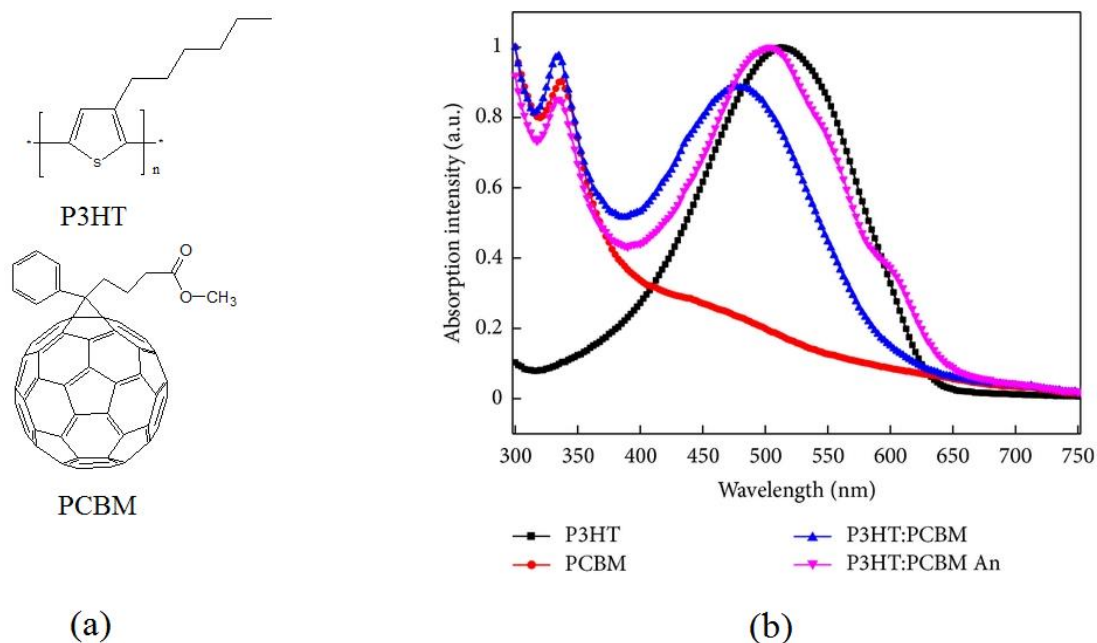 S
n
P3HT
O
O
CH3
PCBM
(a)
Absorption intensity (a.u.)
1
0.8
0.6
0.4
0.2
0
300 350 400 450 500 550 600 650 700 750
Wavelength (nm)
P3HT P3HT:PCBM
PCBM P3HT:PCBM An
(b)